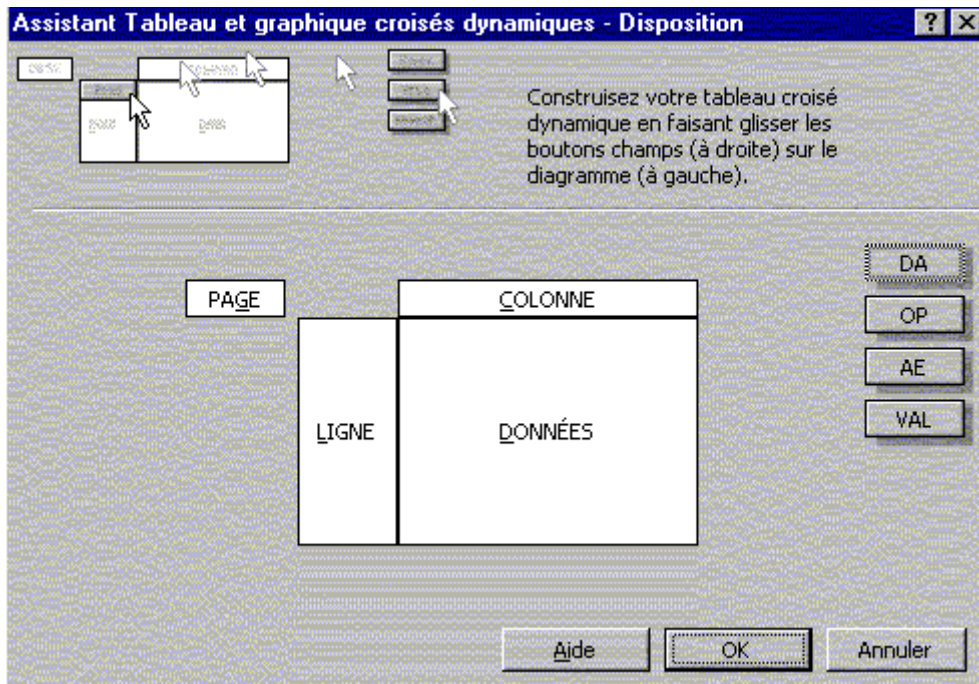 Assistant Tableau et graphique croisés dynamiques - Disposition
Construisez votre tableau croisé
dynamique en faisant glisser les
boutons champs (à droite) sur le
diagramme (à gauche).
PAGE
COLONNE
LIGNE
DONNÉES
DA
OP
AE
VAL
Aide
OK
Annuler